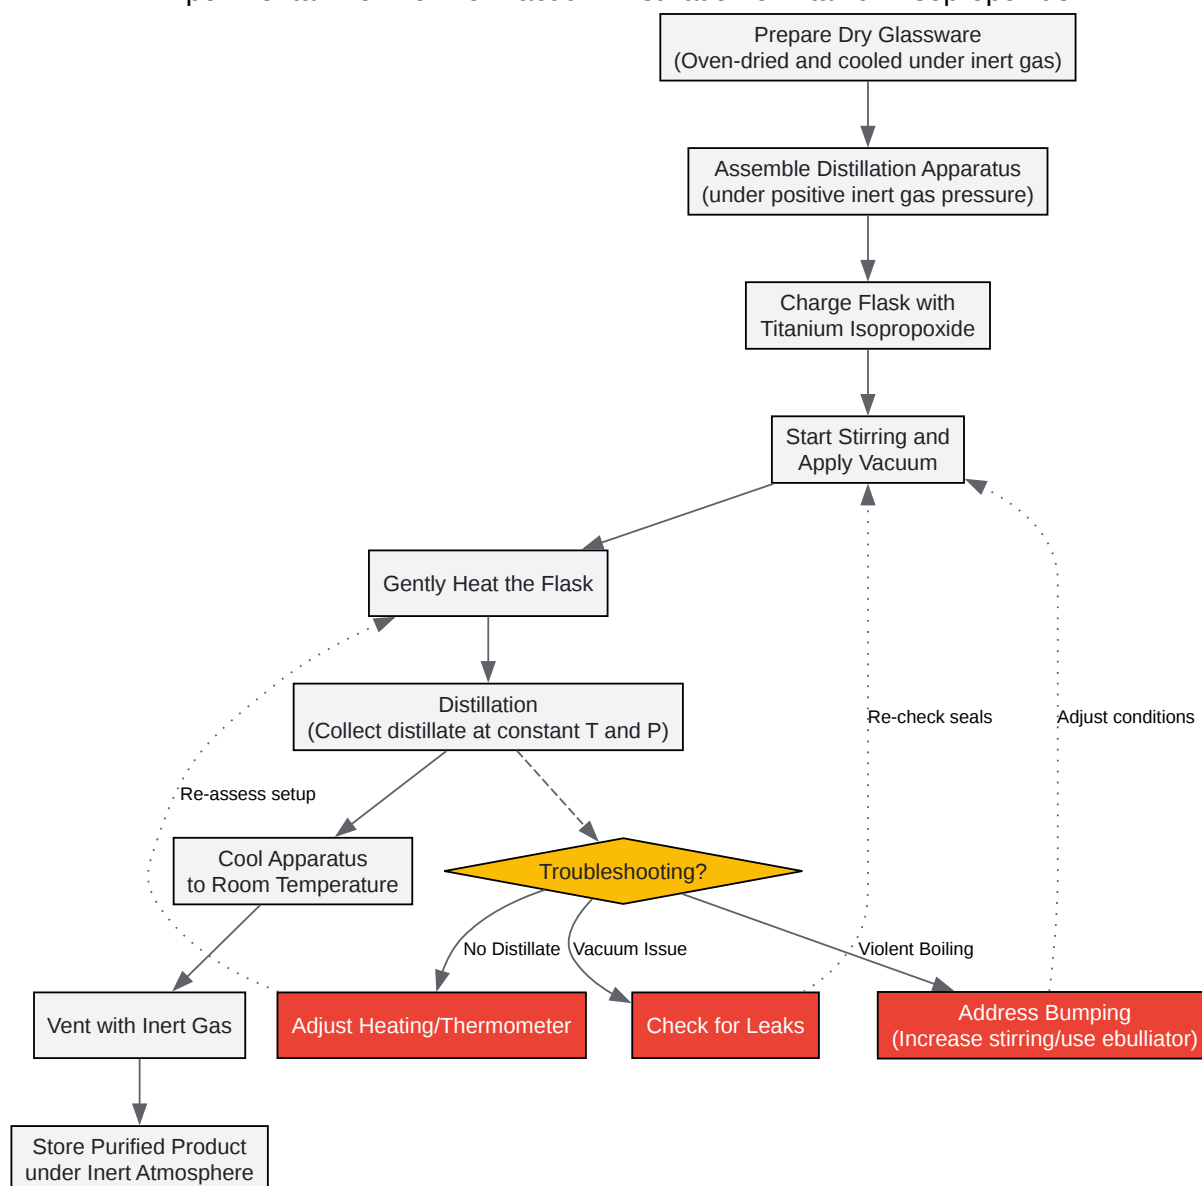 Prepare Dry Glassware
(Oven-dried and cooled under inert gas)
Assemble Distillation Apparatus
(under positive inert gas pressure)
Charge Flask with
Titanium Isopropoxide
Start Stirring and
Apply Vacuum
Gently Heat the Flask
Distillation
(Collect distillate at constant T and P)
Re-check seals
Adjust conditions
Re-assess setup
Cool Apparatus
to Room Temperature
Troubleshooting?
No Distillate
Vacuum Issue
Violent Boiling
Vent with Inert Gas
Adjust Heating/Thermometer
Check for Leaks
Address Bumping
(Increase stirring/use ebulliator)
Store Purified Product
under Inert Atmosphere